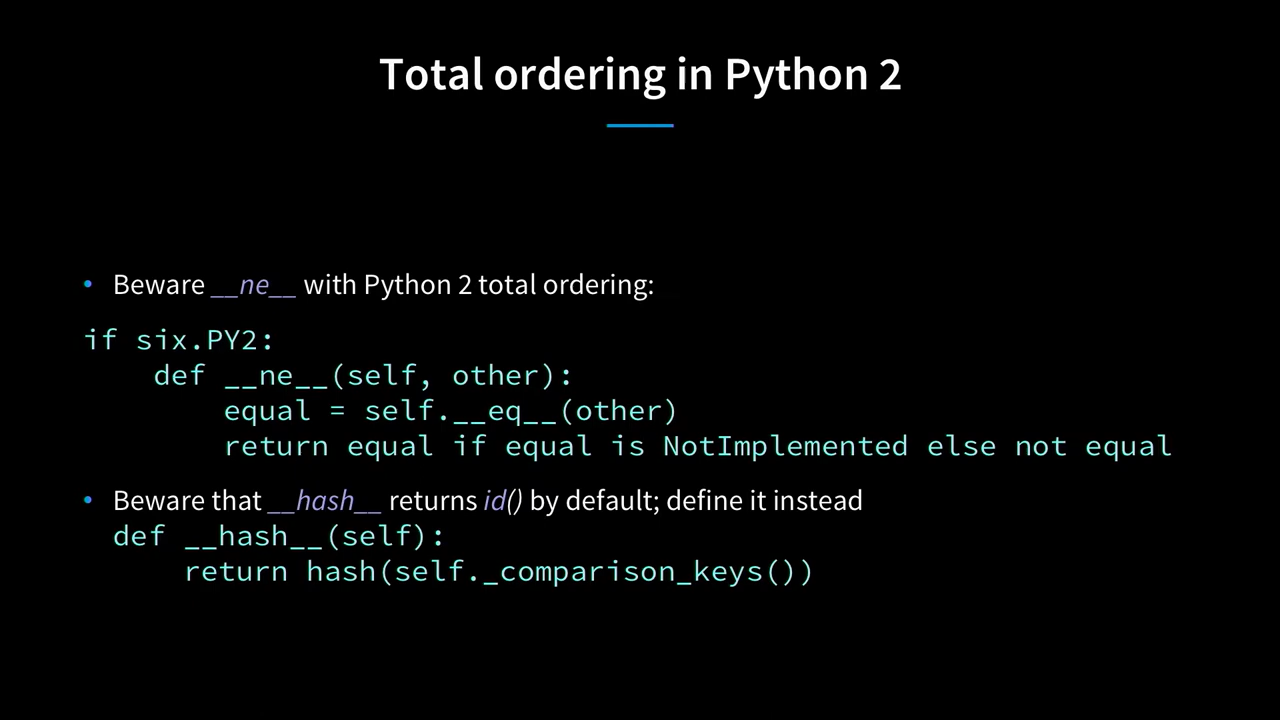 Total ordering in Python 2
• Beware __ne__ with Python 2 total ordering:
if six.PY2:
    def __ne__(self, other):
        equal = self.__eq__(other)
        return equal if equal is NotImplemented else not equal
• Beware that __hash__ returns id() by default; define it instead
def __hash__(self):
    return hash(self._comparison_keys())